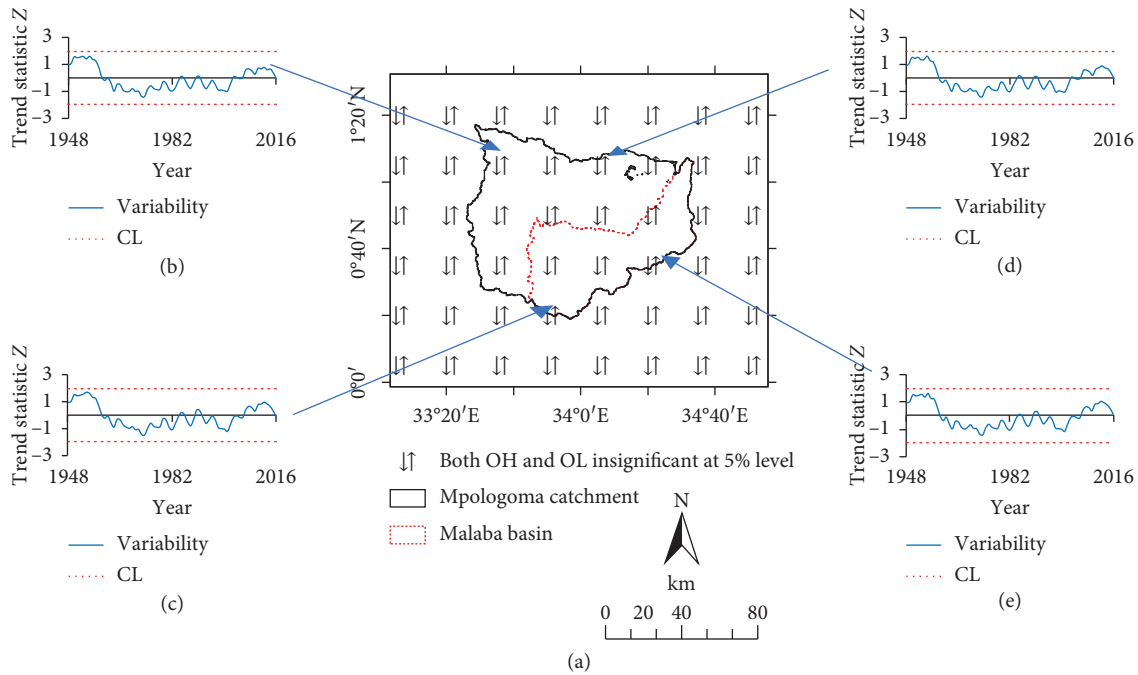 3
1
−1
−3
Trend statistic Z
1948
1982
2016
Year
Variability
CL
(b)
3
1
−1
−3
Trend statistic Z
1948
1982
2016
Year
Variability
CL
(c)
1°20′N
0°40′N
0°0′
33°20′E
34°0′E
34°40′E
Both OH and OL insignificant at 5% level
Mpologoma catchment
Malaba basin
N
km
0 20 40 60 80
(a)
3
1
−1
−3
Trend statistic Z
1948
1982
2016
Year
Variability
CL
(d)
3
1
−1
−3
Trend statistic Z
1948
1982
2016
Year
Variability
CL
(e)